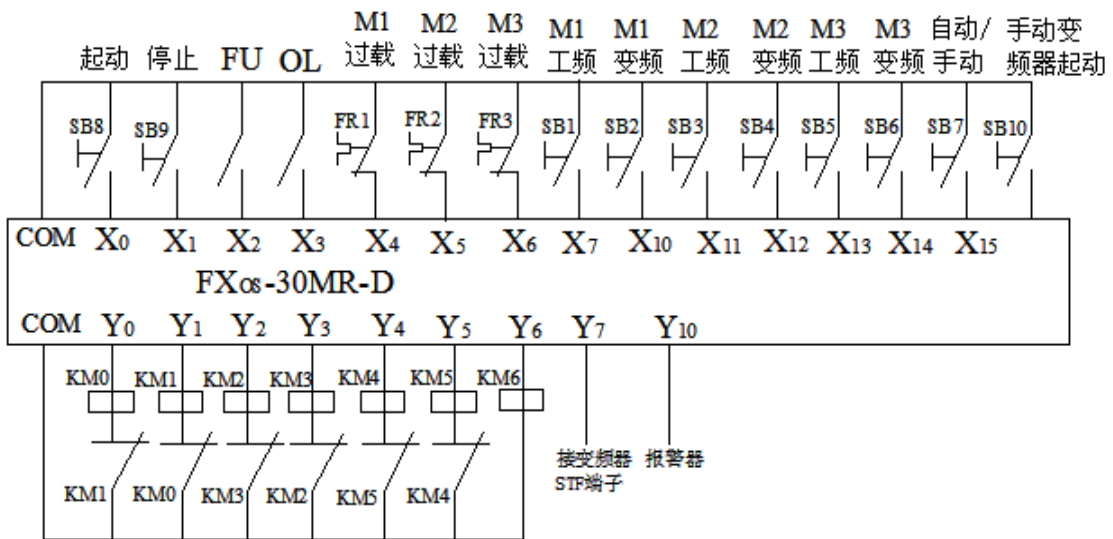 起动 停止 FU OL M1 过载 M2 过载 M3 过载 M1 工频 M1 变频 M2 工频 M2 变频 M3 工频 M3 变频 自动/ 手动 手动变 频器起动
SB8 SB9 FR1 FR2 FR3 SB1 SB2 SB3 SB4 SB5 SB6 SB7 SB10
COM X0 X1 X2 X3 X4 X5 X6 X7 X10 X11 X12 X13 X14 X15
FX0S-30MR-D
COM Y0 Y1 Y2 Y3 Y4 Y5 Y6 Y7 Y10
KM0 KM1 KM2 KM3 KM4 KM5 KM6
接变频器 报警器
STF端子
KM1 KM0 KM3 KM2 KM5 KM4